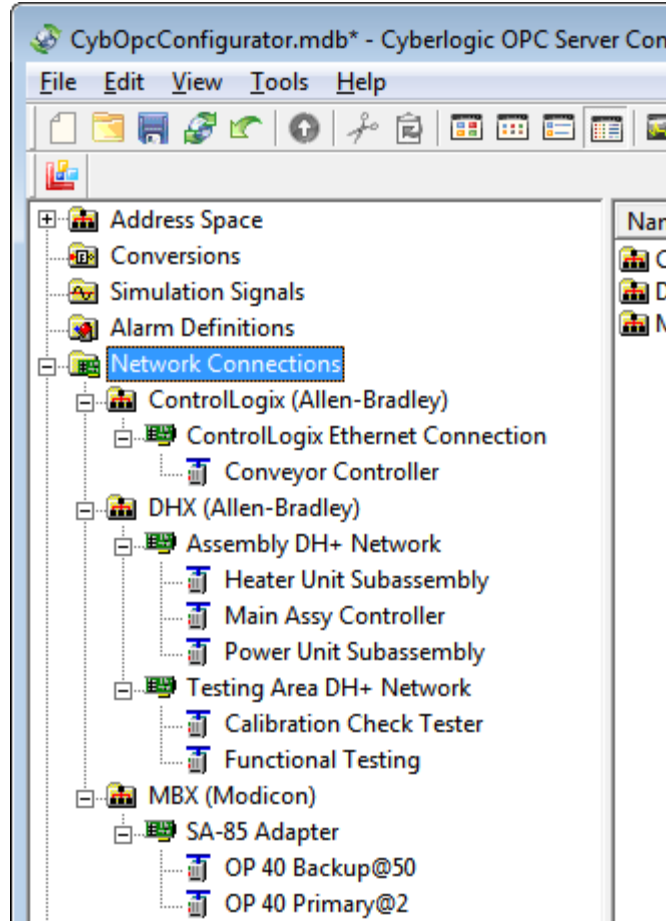 CybOpcConfigurator.mdb* - Cyberlogic OPC Server Con
File Edit View Tools Help
Address Space
Conversions
Simulation Signals
Alarm Definitions
Network Connections
ControlLogix (Allen-Bradley)
ControlLogix Ethernet Connection
Conveyor Controller
DHX (Allen-Bradley)
Assembly DH+ Network
Heater Unit Subassembly
Main Assy Controller
Power Unit Subassembly
Testing Area DH+ Network
Calibration Check Tester
Functional Testing
MBX (Modicon)
SA-85 Adapter
OP 40 Backup@50
OP 40 Primary@2